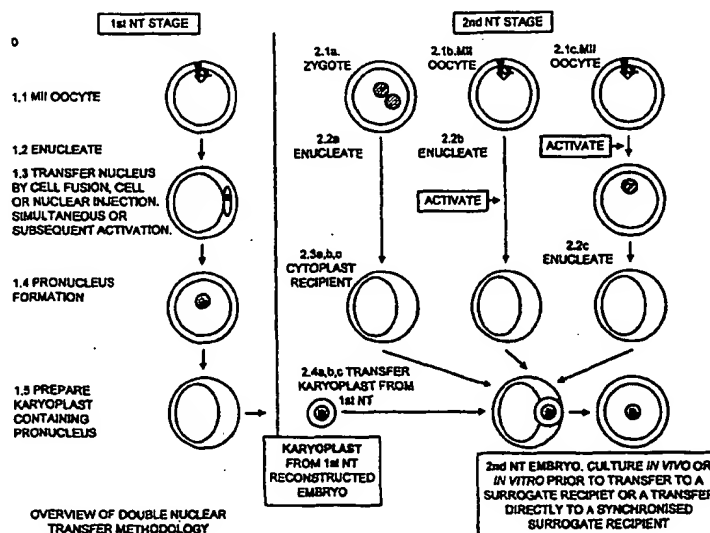 1st NT STAGE
2nd NT STAGE
1.1 MII OOCYTE
1.2 ENUCLEATE
1.3 TRANSFER NUCLEUS
BY CELL FUSION, CELL
OR NUCLEAR INJECTION.
SIMULTANEOUS OR
SUBSEQUENT ACTIVATION.
1.4 PRONUCLEUS
FORMATION
1.5 PREPARE
KARYOPLAST
CONTAINING
PRONUCLEUS
OVERVIEW OF DOUBLE NUCLEAR
TRANSFER METHODOLOGY
2.1a.
ZYGOTE
2.1b.MII
OOCYTE
2.1c.MII
OOCYTE
2.2a
ENUCLEATE
2.2b
ENUCLEATE
ACTIVATE
ACTIVATE
2.2c
ENUCLEATE
2.3a,b,c
CYTOPLAST
RECIPIENT
2.4a,b,c TRANSFER
KARYOPLAST FROM
1st NT
KARYOPLAST
FROM 1st NT
RECONSTRUCTED
EMBRYO
2nd NT EMBRYO. CULTURE IN VIVO OR
IN VITRO PRIOR TO TRANSFER TO A
SURROGATE RECIPIET OR A TRANSFER
DIRECTLY TO A SYNCHRONISED
SURROGATE RECIPIENT